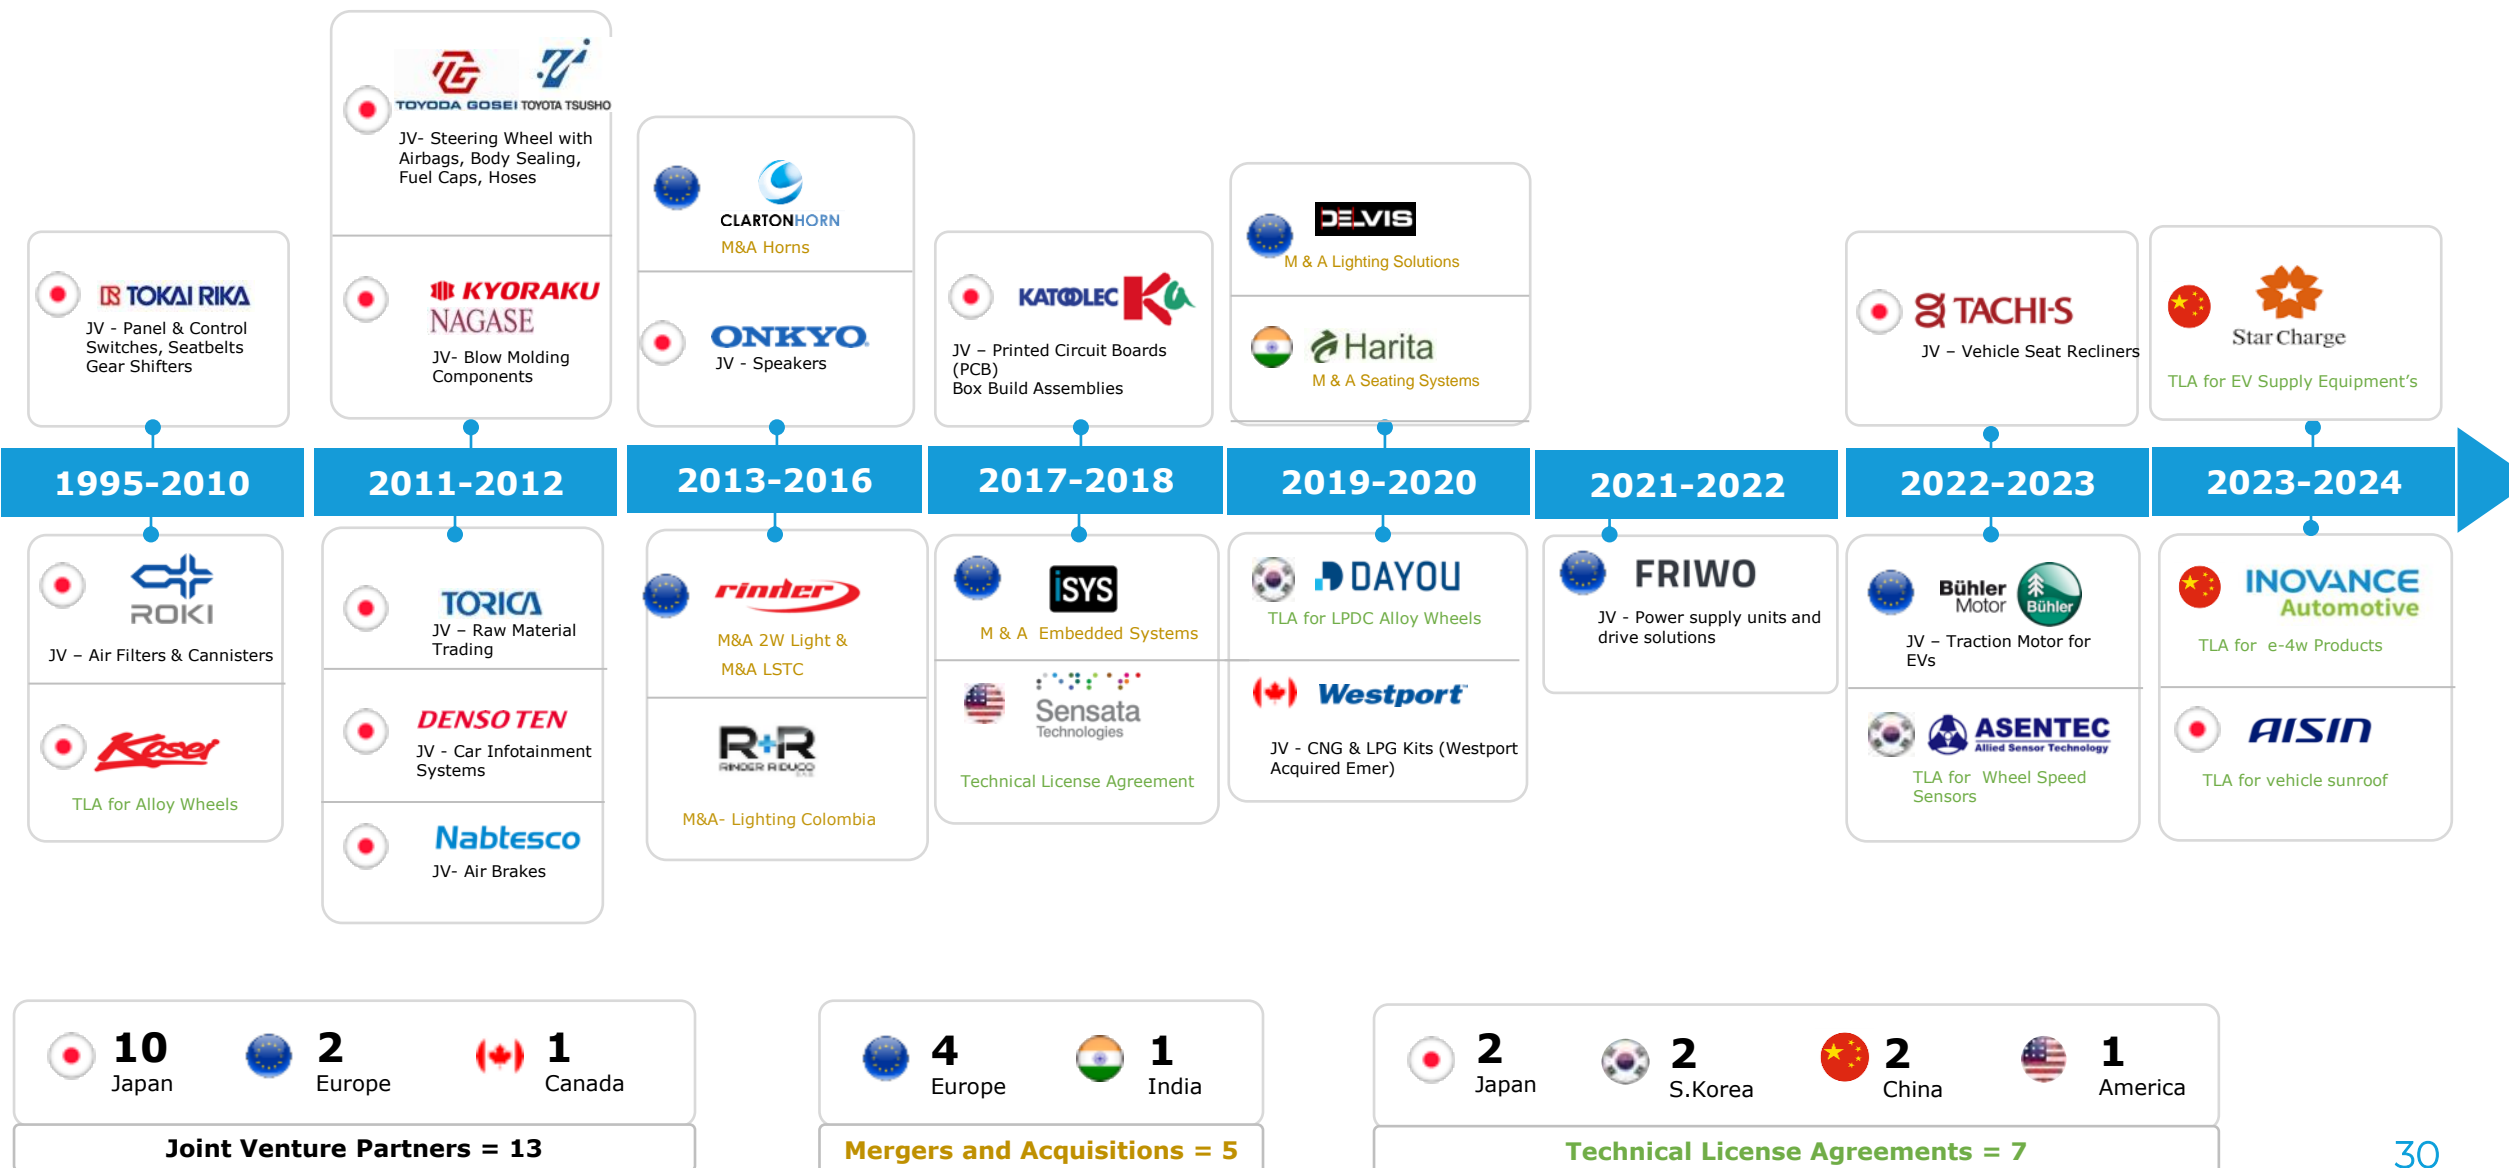 TOYODA GOSEI TOYOTA TSUSHO
JV- Steering Wheel with
Airbags, Body Sealing,
Fuel Caps, Hoses
KYORAKU
NAGASE
JV- Blow Molding
Components
TOKAI RIKA
JV - Panel & Control
Switches, Seatbelts
Gear Shifters
CLARTONHORN
M&A Horns
ONKYO
JV - Speakers
KATOOLEC Ka
JV – Printed Circuit Boards
(PCB)
Box Build Assemblies
DELVIS
M & A Lighting Solutions
Harita
M & A Seating Systems
TACHI-S
JV – Vehicle Seat Recliners
Star Charge
TLA for EV Supply Equipment’s
1995-2010
2011-2012
2013-2016
2017-2018
2019-2020
2021-2022
2022-2023
2023-2024
ROKI
JV – Air Filters & Cannisters
Kosei
TLA for Alloy Wheels
TORICA
JV – Raw Material
Trading
DENSO TEN
JV - Car Infotainment
Systems
Nabtesco
JV- Air Brakes
rinder
M&A 2W Light &
M&A LSTC
R+R
RINDER RIDUCO
M&A- Lighting Colombia
iSYS
M & A  Embedded Systems
Sensata
Technologies
Technical License Agreement
DAYOU
TLA for LPDC Alloy Wheels
Westport™
JV - CNG & LPG Kits (Westport
Acquired Emer)
FRIWO
JV - Power supply units and
drive solutions
Bühler
Motor
Bühler
JV – Traction Motor for
EVs
ASENTEC
Allied Sensor Technology
TLA for  Wheel Speed
Sensors
INOVANCE
Automotive
TLA for  e-4w Products
AISIN
TLA for vehicle sunroof
10
Japan
2
Europe
1
Canada
Joint Venture Partners = 13
4
Europe
1
India
Mergers and Acquisitions = 5
2
Japan
2
S.Korea
2
China
1
America
Technical License Agreements = 7
30